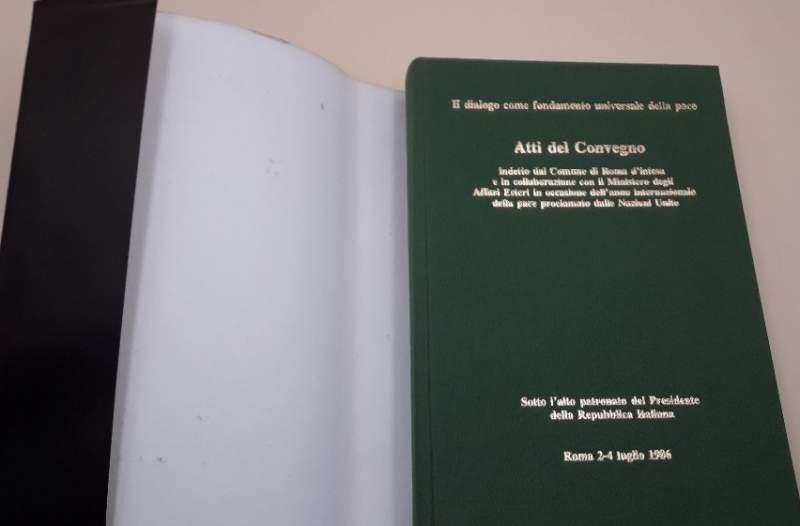 Il dialogo come fondamento universale della pace
Atti del Convegno
indetto dal Comune di Roma d'intesa
e in collaborazione con il Ministero degli
Affari Esteri in occasione dell'anno internazionale
della pace proclamato dalle Nazioni Unite
Sotto l'alto patronato del Presidente
della Repubblica Italiana
Roma 2-4 luglio 1986